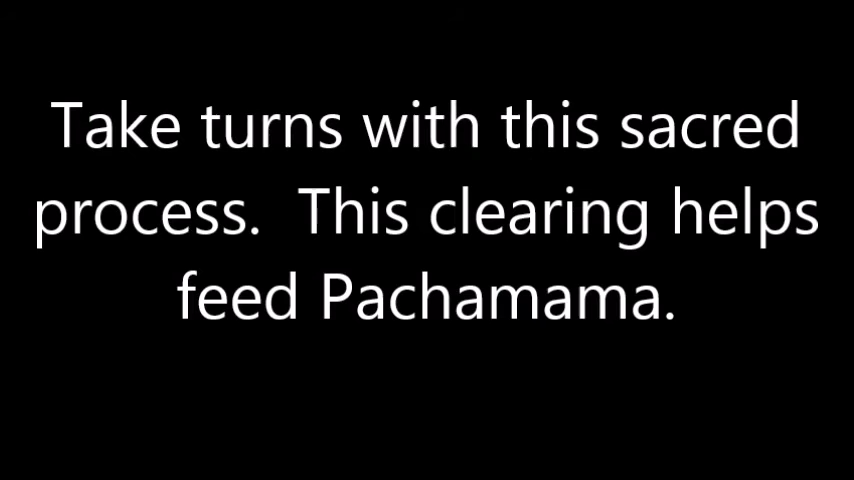 Take turns with this sacred
process.  This clearing helps
feed Pachamama.